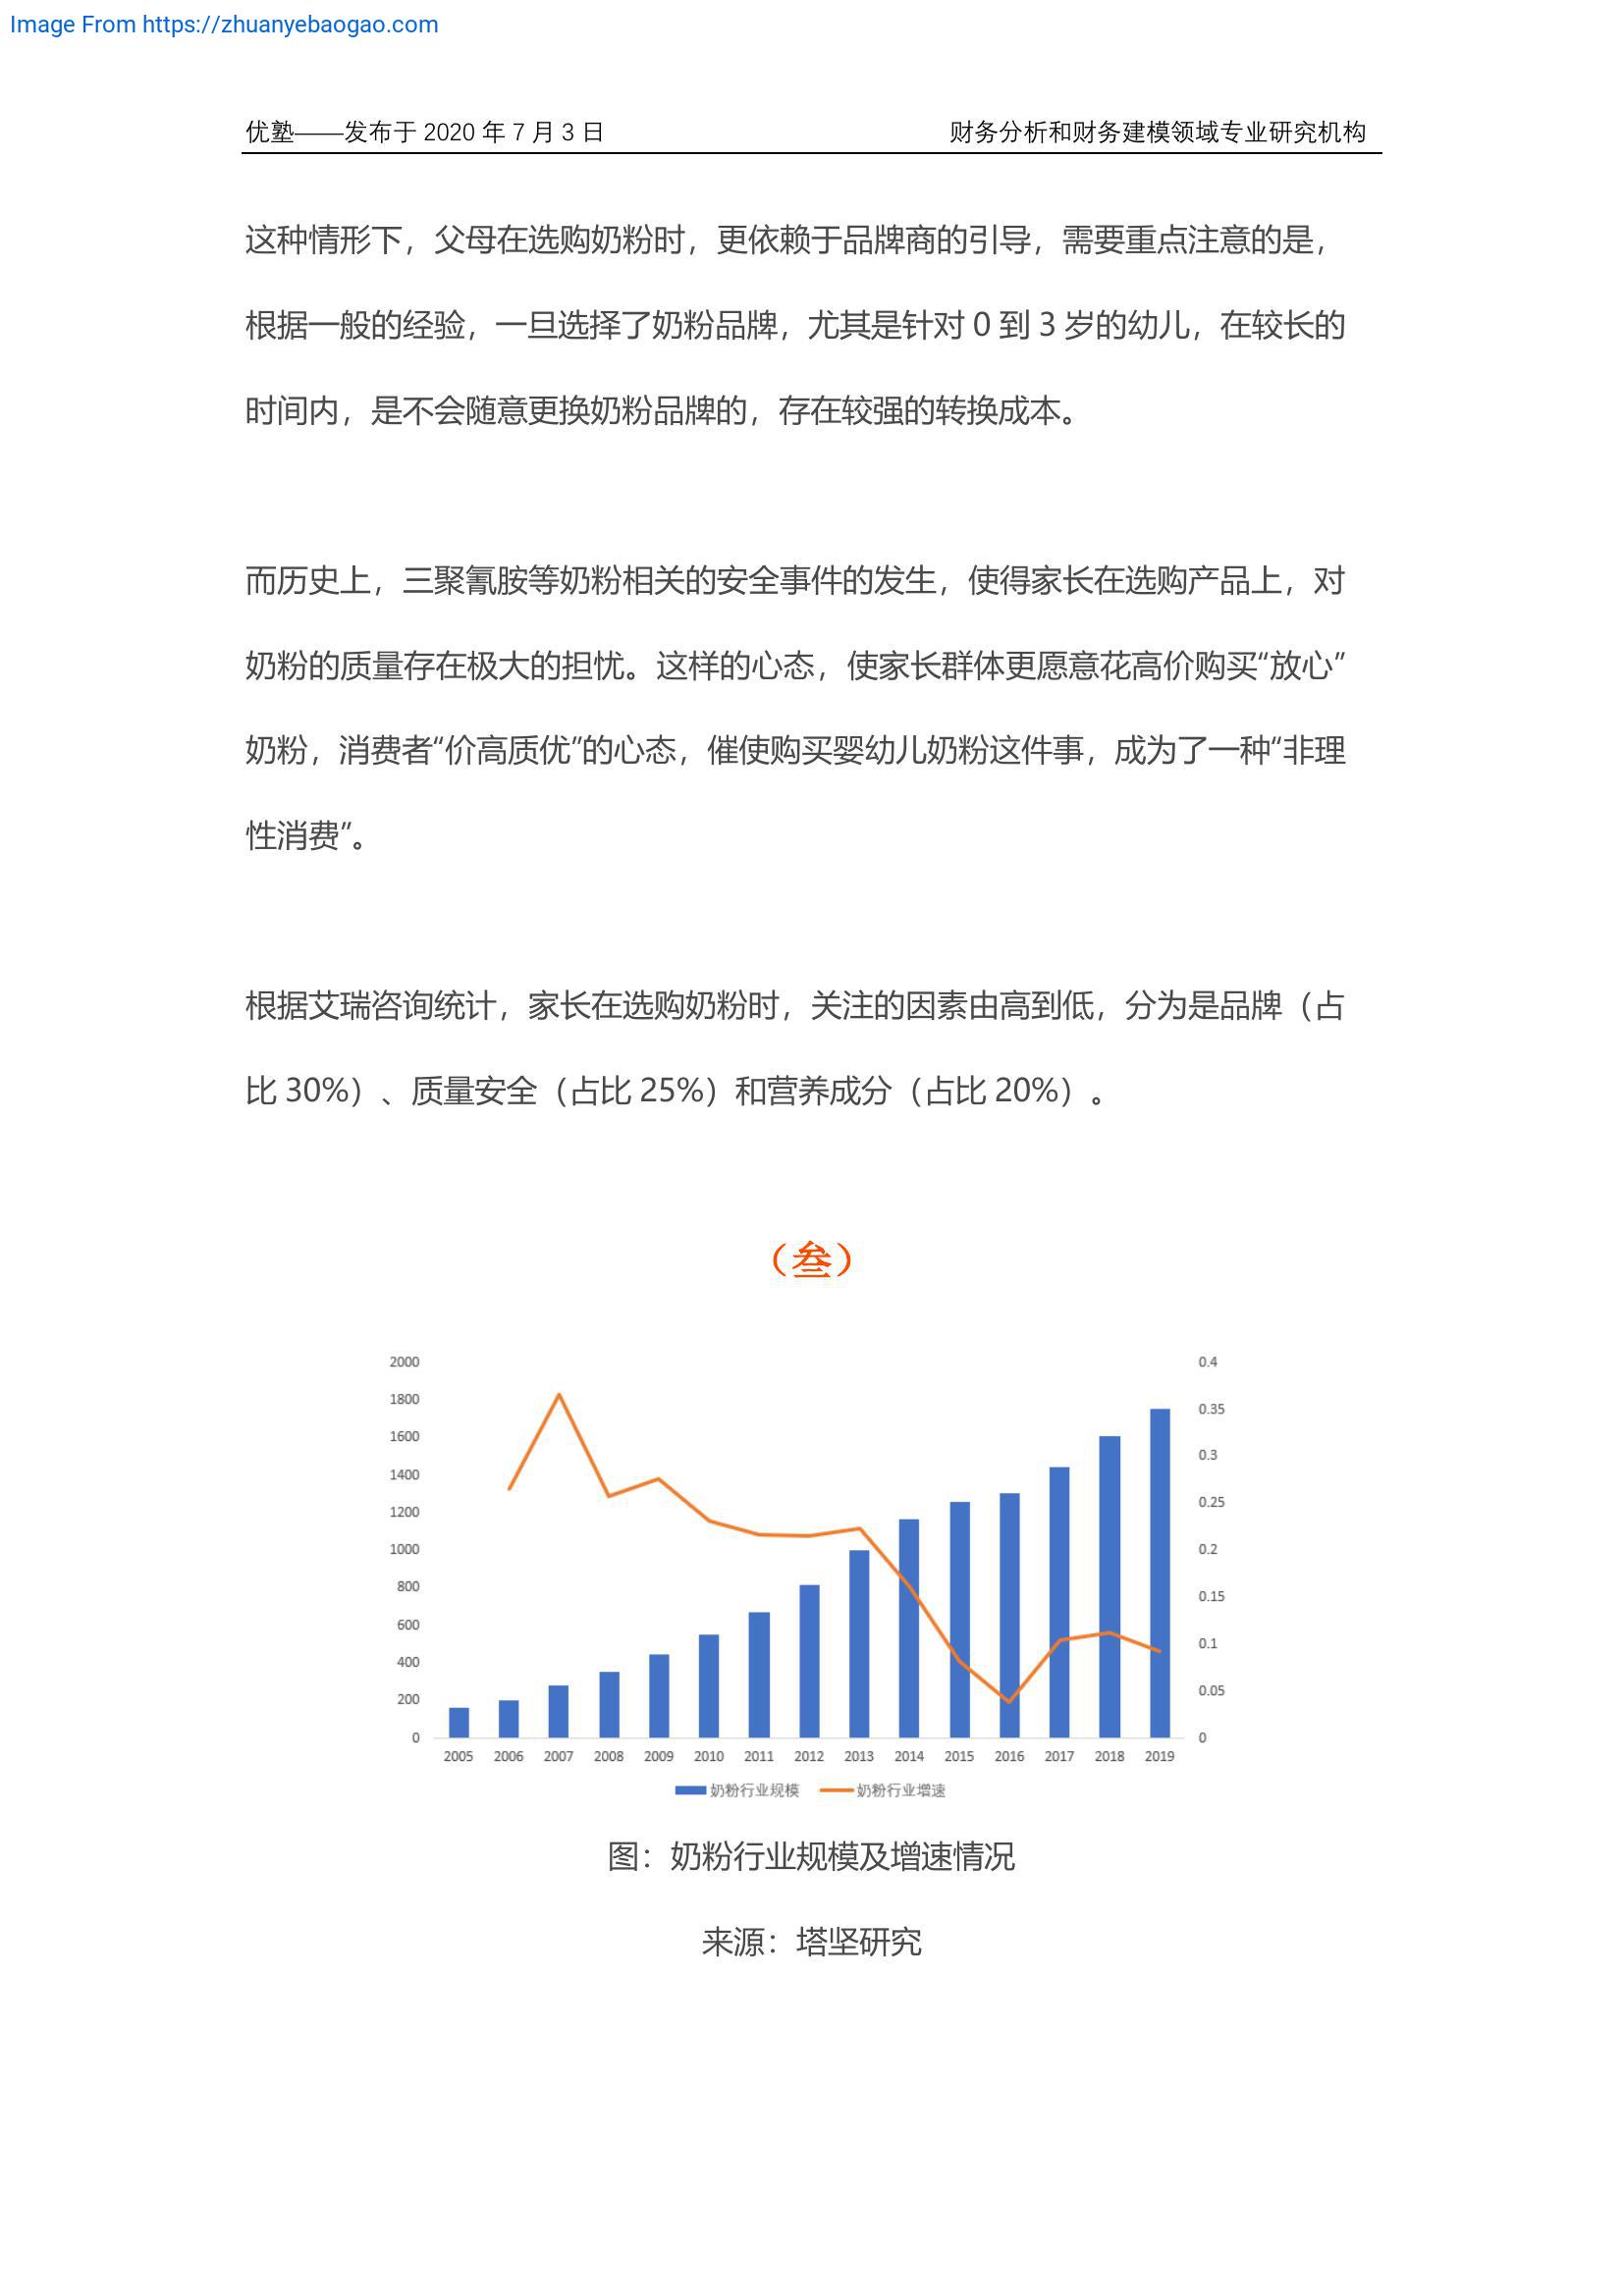 Image From https://zhuanyebaogao.com
优塾——发布于 2020 年 7 月 3 日 财务分析和财务建模领域专业研究机构
这种情形下，父母在选购奶粉时，更依赖于品牌商的引导，需要重点注意的是，
根据一般的经验，一旦选择了奶粉品牌，尤其是针对 0 到 3 岁的幼儿，在较长的
时间内，是不会随意更换奶粉品牌的，存在较强的转换成本。
而历史上，三聚氰胺等奶粉相关的安全事件的发生，使得家长在选购产品上，对
奶粉的质量存在极大的担忧。这样的心态，使家长群体更愿意花高价购买“放心”
奶粉，消费者“价高质优”的心态，催使购买婴幼儿奶粉这件事，成为了一种“非理
性消费”。
根据艾瑞咨询统计，家长在选购奶粉时，关注的因素由高到低，分为是品牌（占
比 30%）、质量安全（占比 25%）和营养成分（占比 20%）。
（叁）
2000 0.4
1800 0.35
1600 0.3
1400 0.25
1200 0.2
1000 0.15
800 0.1
600 0.05
400 0
200
0
2005 2006 2007 2008 2009 2010 2011 2012 2013 2014 2015 2016 2017 2018 2019
奶粉行业规模 奶粉行业增速
图：奶粉行业规模及增速情况
来源：塔坚研究